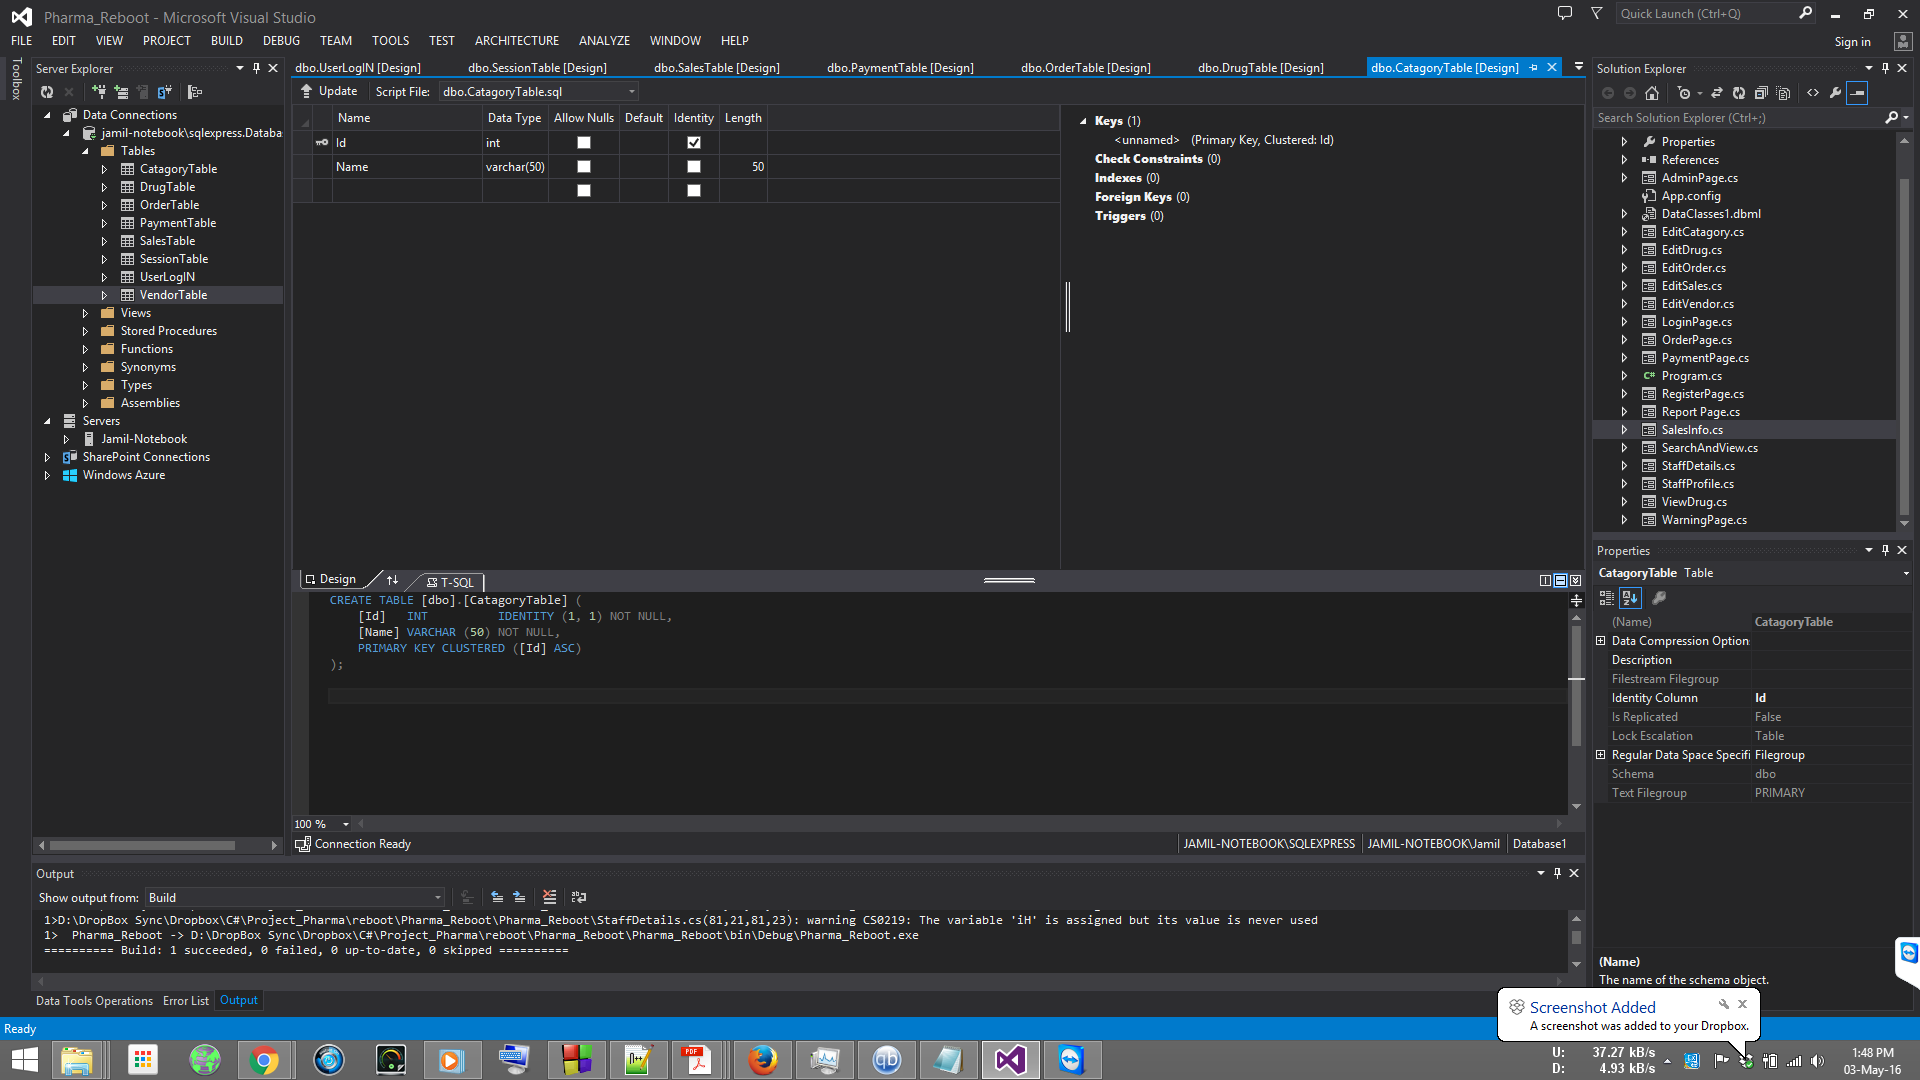 Pharma_Reboot - Microsoft Visual Studio
Quick Launch (Ctrl+Q)
FILE EDIT VIEW PROJECT BUILD DEBUG TEAM TOOLS TEST ARCHITECTURE ANALYZE WINDOW HELP
Sign in
Toolbox
Server Explorer
Data Connections
jamil-notebook\sqlexpress.Databa
Tables
CatagoryTable
DrugTable
OrderTable
PaymentTable
SalesTable
SessionTable
UserLogIN
VendorTable
Views
Stored Procedures
Functions
Synonyms
Types
Assemblies
Servers
Jamil-Notebook
SharePoint Connections
Windows Azure
dbo.UserLogIN [Design] dbo.SessionTable [Design] dbo.SalesTable [Design] dbo.PaymentTable [Design] dbo.OrderTable [Design] dbo.DrugTable [Design] dbo.CatagoryTable [Design]
Update Script File: dbo.CatagoryTable.sql
Name Data Type Allow Nulls Default Identity Length
Id int
Name varchar(50) 50
Keys (1)
<unnamed> (Primary Key, Clustered: Id)
Check Constraints (0)
Indexes (0)
Foreign Keys (0)
Triggers (0)
Design T-SQL
CREATE TABLE [dbo].[CatagoryTable] (
[Id] INT IDENTITY (1, 1) NOT NULL,
[Name] VARCHAR (50) NOT NULL,
PRIMARY KEY CLUSTERED ([Id] ASC)
);
100 %
Connection Ready
JAMIL-NOTEBOOK\SQLEXPRESS JAMIL-NOTEBOOK\Jamil Database1
Output
Show output from: Build
1>D:\DropBox Sync\Dropbox\C#\Project_Pharma\reboot\Pharma_Reboot\Pharma_Reboot\StaffDetails.cs(81,21,81,23): warning CS0219: The variable 'iH' is assigned but its value is never used
1> Pharma_Reboot -> D:\DropBox Sync\Dropbox\C#\Project_Pharma\reboot\Pharma_Reboot\Pharma_Reboot\bin\Debug\Pharma_Reboot.exe
========== Build: 1 succeeded, 0 failed, 0 up-to-date, 0 skipped ==========
Data Tools Operations Error List Output
Solution Explorer
Search Solution Explorer (Ctrl+;)
Properties
References
AdminPage.cs
App.config
DataClasses1.dbml
EditCatagory.cs
EditDrug.cs
EditOrder.cs
EditSales.cs
EditVendor.cs
LoginPage.cs
OrderPage.cs
PaymentPage.cs
C# Program.cs
RegisterPage.cs
Report Page.cs
SalesInfo.cs
SearchAndView.cs
StaffDetails.cs
StaffProfile.cs
ViewDrug.cs
WarningPage.cs
Properties
CatagoryTable Table
(Name) CatagoryTable
Data Compression Option
Description
Filestream Filegroup
Identity Column Id
Is Replicated False
Lock Escalation Table
Regular Data Space Specifi Filegroup
Schema dbo
Text Filegroup PRIMARY
(Name)
The name of the schema object.
Screenshot Added
A screenshot was added to your Dropbox.
Ready
PDF
qb
U: 37.27 kB/s
D: 4.93 kB/s
1:48 PM
03-May-16